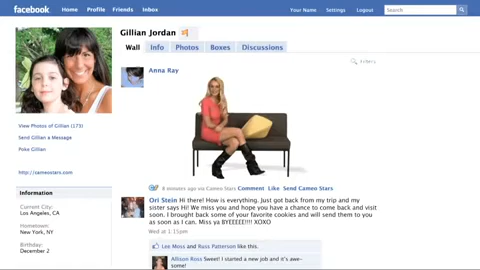 facebook Home Profile Friends Inbox Your Name Settings Logout Search
Gillian Jordan
Wall Info Photos Boxes Discussions
Filters
Anna Ray
View Photos of Gillian (173)
Send Gillian a Message
Poke Gillian
http://cameostars.com
8 minutes ago via Cameo Stars Comment Like Send Cameo Stars
Information
Current City:
Los Angeles, CA
Hometown:
New York, NY
Birthday:
December 2
Ori Stein Hi there! How is everything. Just got back from my trip and my
sister says Hi! We miss you and hope you have a chance to come back and visit
soon. I brought back some of your favorite cookies and will send them to you
as soon as I can. Miss ya BYEEEEE!!!! XOXO
Wed at 1:15pm
Lee Moss and Russ Patterson like this.
Allison Ross Sweet! I started a new job and it's awe-
some!